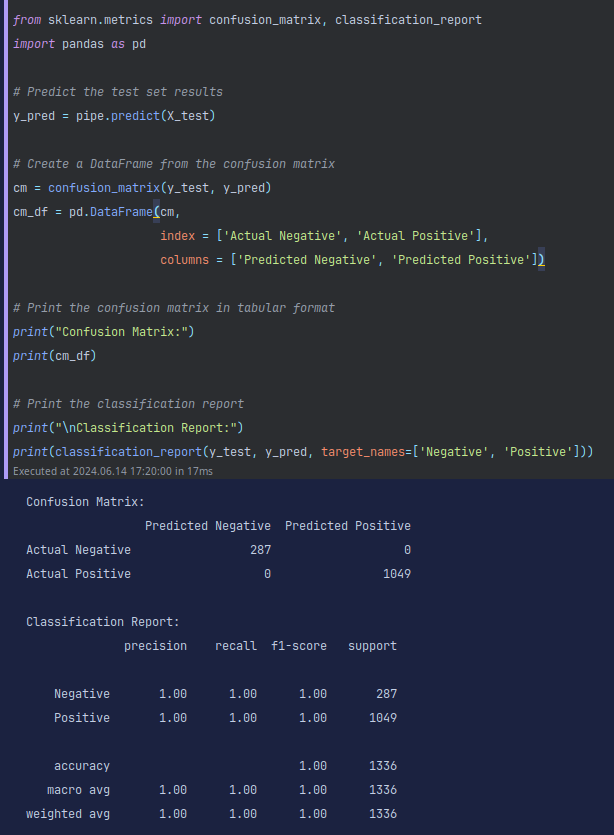 from sklearn.metrics import confusion_matrix, classification_report
import pandas as pd

# Predict the test set results
y_pred = pipe.predict(X_test)

# Create a DataFrame from the confusion matrix
cm = confusion_matrix(y_test, y_pred)
cm_df = pd.DataFrame(cm,
                     index = ['Actual Negative', 'Actual Positive'],
                     columns = ['Predicted Negative', 'Predicted Positive'])

# Print the confusion matrix in tabular format
print("Confusion Matrix:")
print(cm_df)

# Print the classification report
print("\nClassification Report:")
print(classification_report(y_test, y_pred, target_names=['Negative', 'Positive']))
Executed at 2024.06.14 17:20:00 in 17ms
Confusion Matrix:
                 Predicted Negative  Predicted Positive
Actual Negative                 287                   0
Actual Positive                   0                1049

Classification Report:
              precision    recall  f1-score   support

    Negative       1.00      1.00      1.00       287
    Positive       1.00      1.00      1.00      1049

    accuracy                           1.00      1336
   macro avg       1.00      1.00      1.00      1336
weighted avg       1.00      1.00      1.00      1336